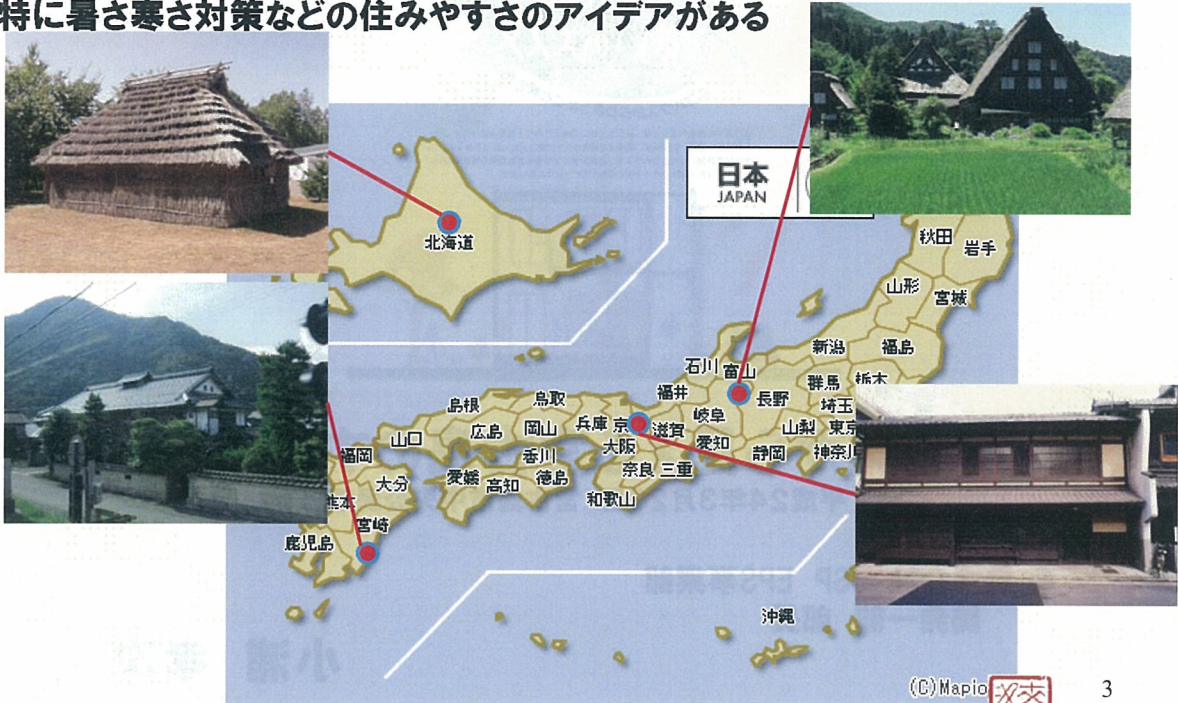 特に暑さ寒さ対策などの住みやすさのアイデアがある
日本
JAPAN
北海道
秋田
岩手
山形
宮城
新潟
福島
石川
富山
福井
群馬
栃木
長野
埼玉
岐阜
山梨
東京
島根
鳥取
兵庫
京
滋賀
愛知
静岡
神奈川
山口
広島
岡山
大阪
福岡
香川
奈良
三重
愛媛
高知
徳島
大分
熊本
和歌山
宮崎
鹿児島
沖縄
(C)Mapio
3